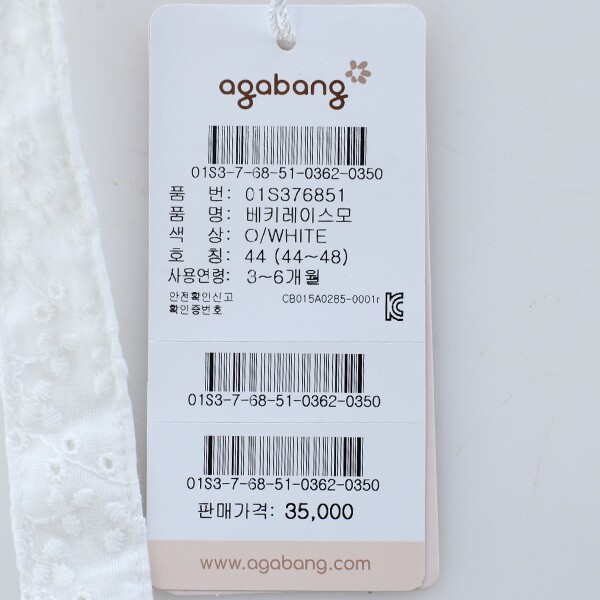 agabang
01S3-7-68-51-0362-0350
품 번: 01S376851
품 명: 베키레이스모
색 상: O/WHITE
호 칭: 44 (44~48)
사용연령: 3~6개월
안전확인신고 CB015A0285-0001r
확인증번호
01S3-7-68-51-0362-0350
01S3-7-68-51-0362-0350
판매가격: 35,000
www.agabang.com